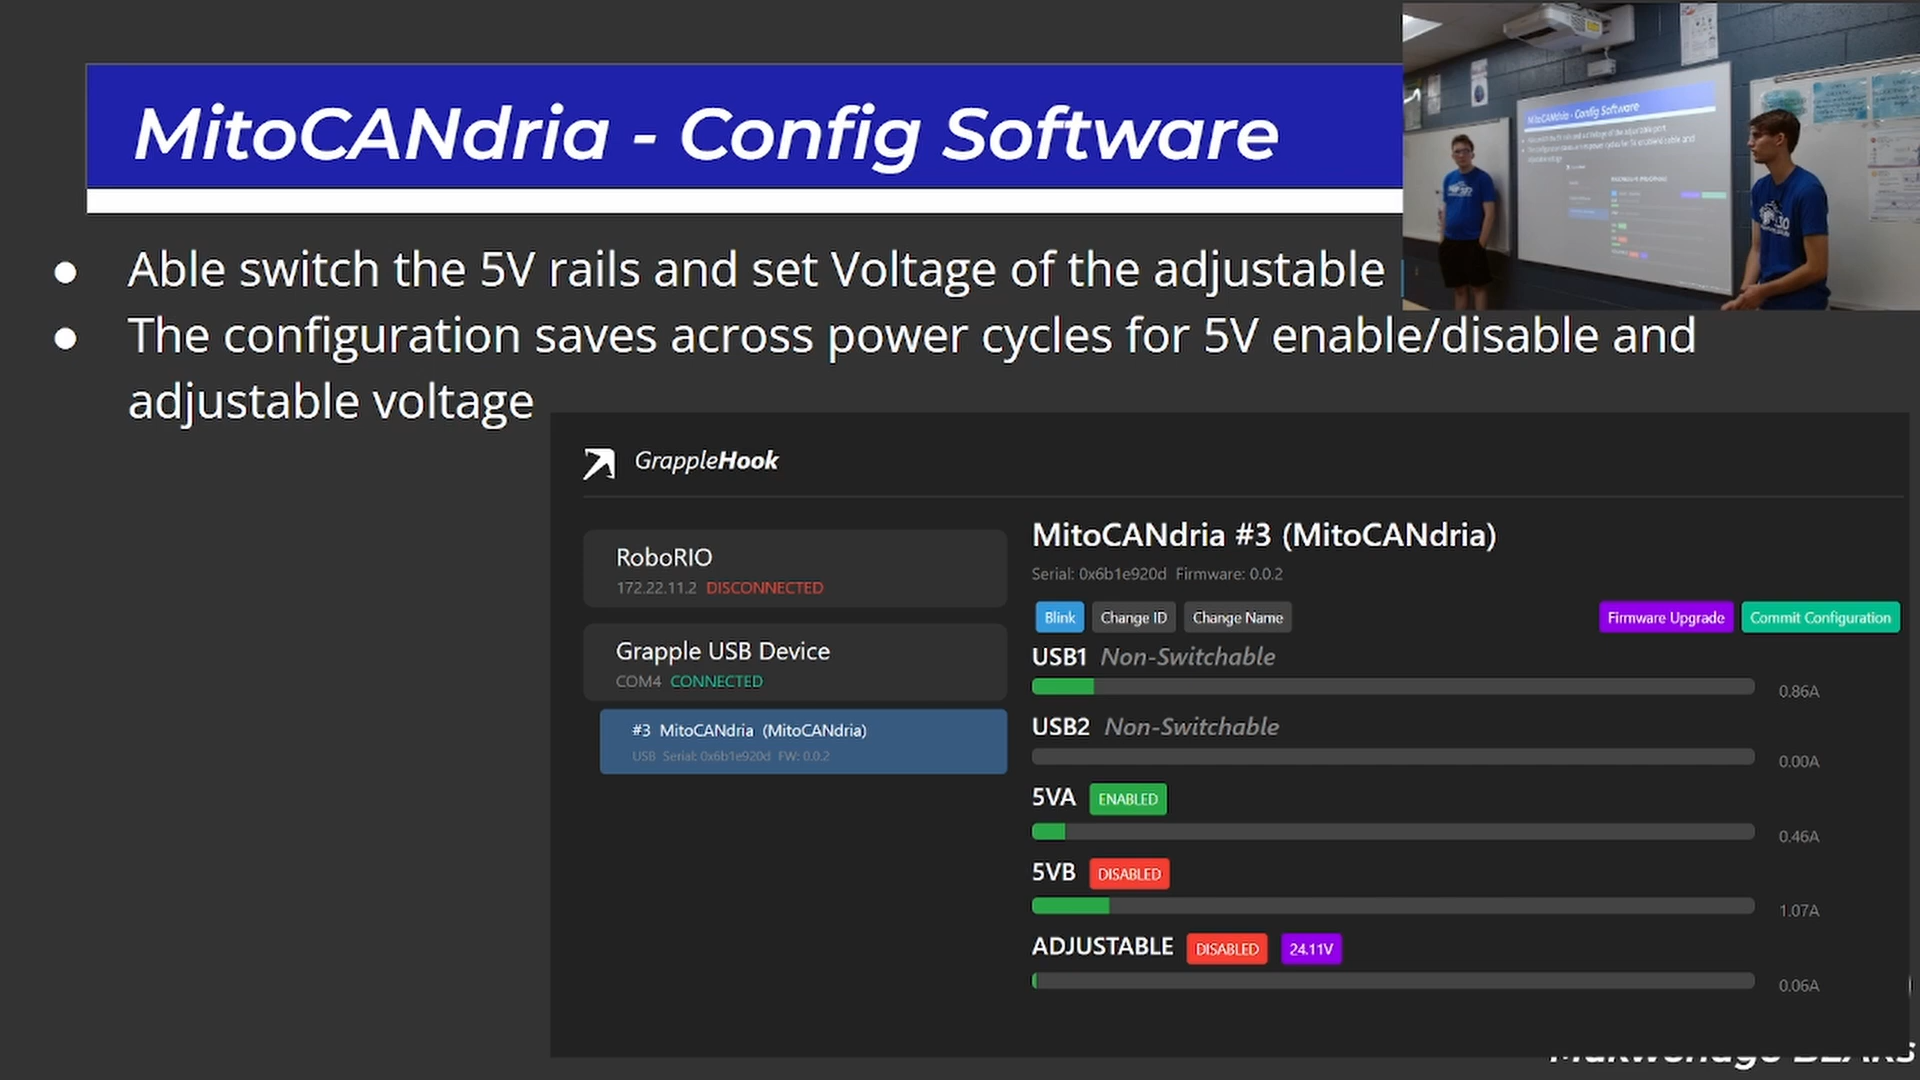 MitoCANdria - Config Software
● Able switch the 5V rails and set Voltage of the adjustable
● The configuration saves across power cycles for 5V enable/disable and
adjustable voltage
GrappleHook
RoboRIO
172.22.11.2 DISCONNECTED
Grapple USB Device
COM4 CONNECTED
#3 MitoCANdria (MitoCANdria)
USB Serial: 0x6b1e920d FW: 0.0.2
MitoCANdria #3 (MitoCANdria)
Serial: 0x6b1e920d Firmware: 0.0.2
Blink Change ID Change Name Firmware Upgrade Commit Configuration
USB1 Non-Switchable
0.86A
USB2 Non-Switchable
0.00A
5VA ENABLED
0.46A
5VB DISABLED
1.07A
ADJUSTABLE DISABLED 24.11V
0.06A
MitoCANdria - Config Software